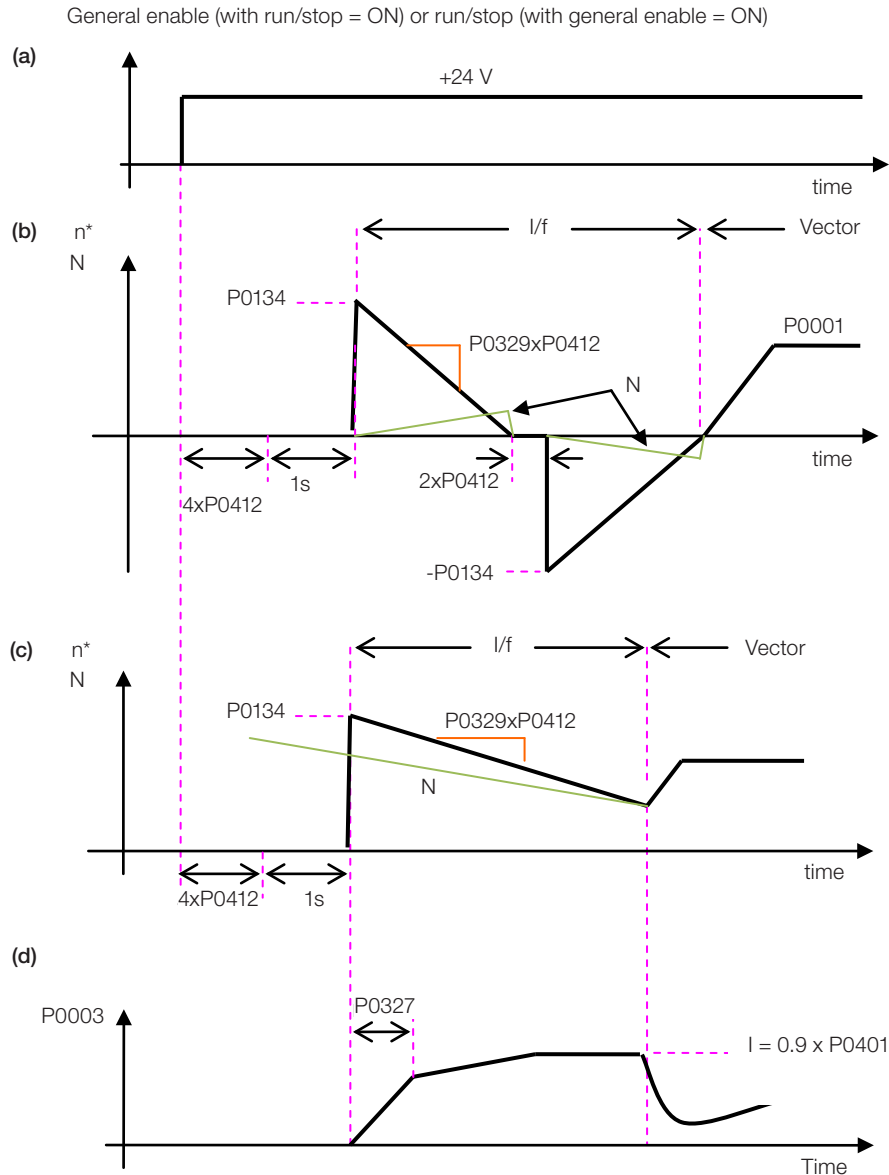 General enable (with run/stop = ON) or run/stop (with general enable = ON)
(a)
+24 V
time
(b)
n*
N
I/f
Vector
P0134
P0329xP0412
P0001
N
time
4xP0412
1s
2xP0412
-P0134
(c)
n*
N
I/f
Vector
P0134
P0329xP0412
N
time
4xP0412
1s
(d)
P0327
P0003
I = 0.9 x P0401
Time